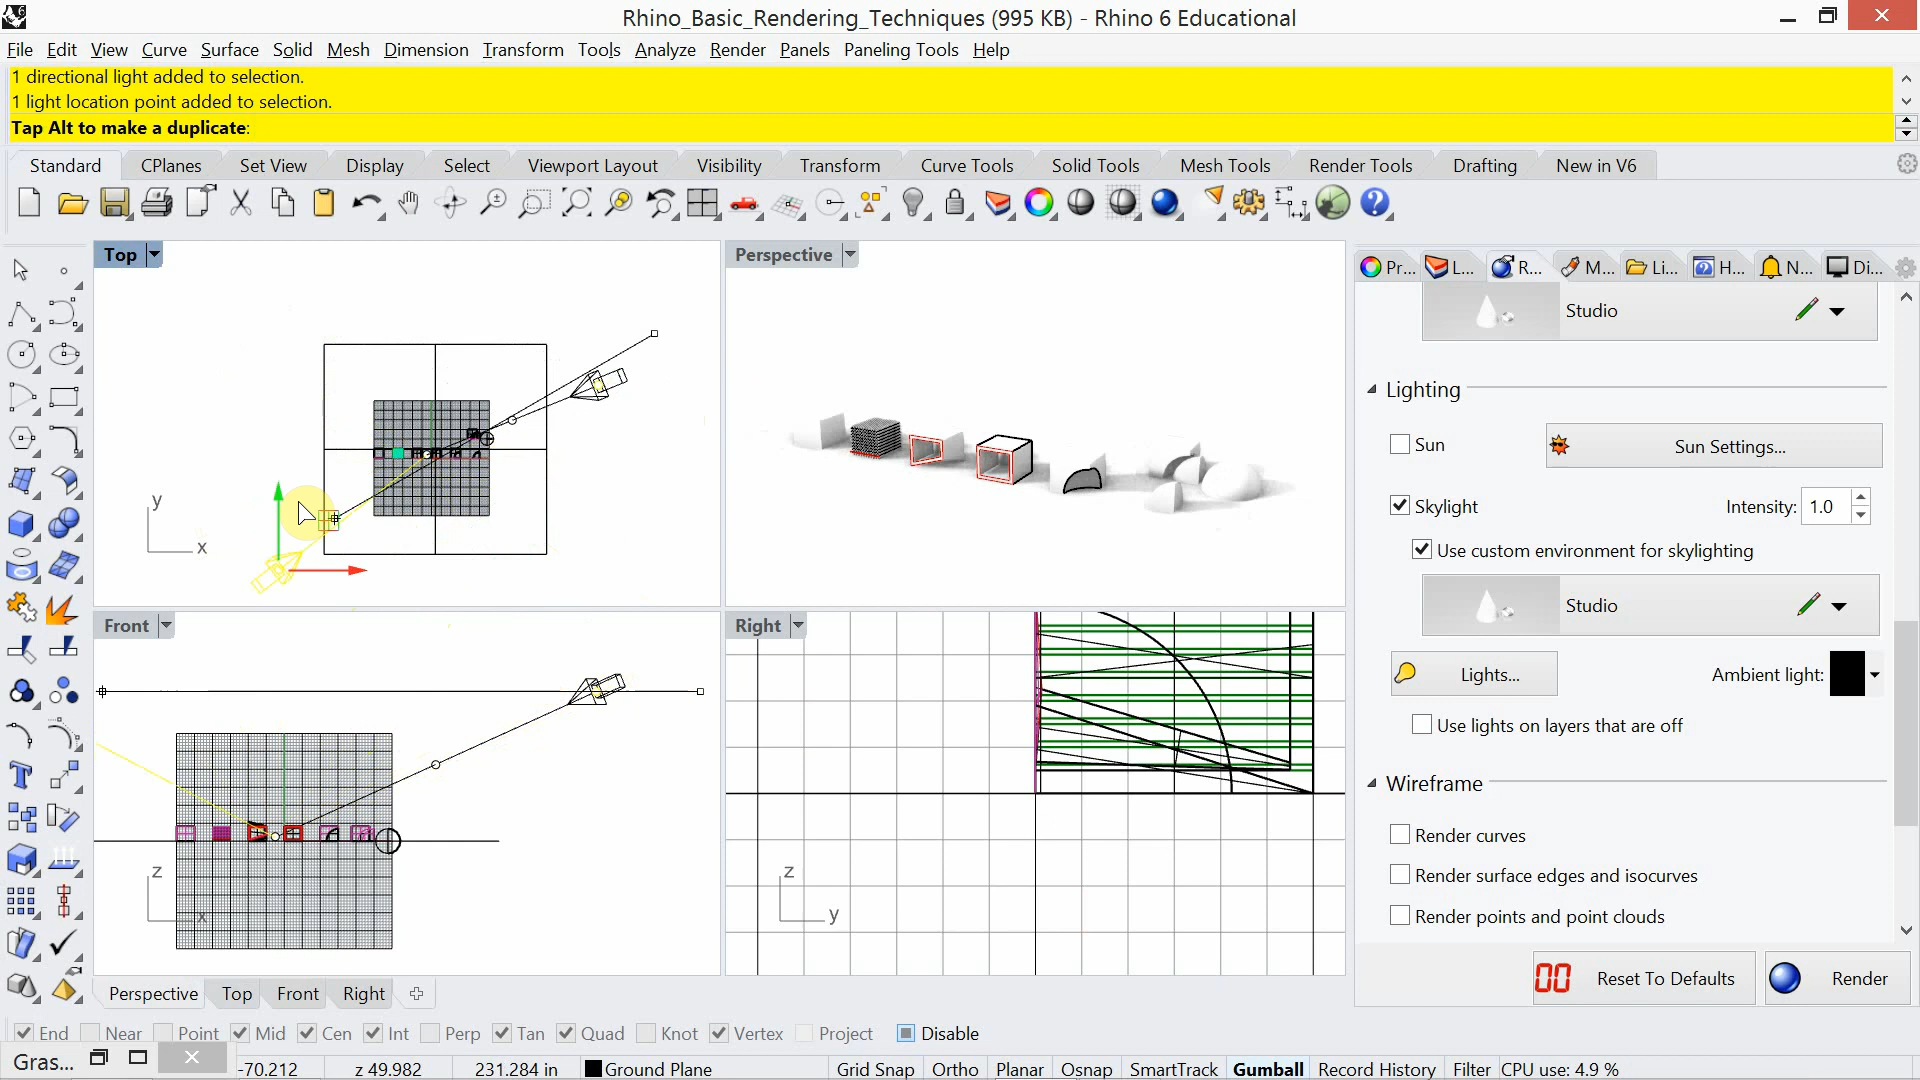 Rhino_Basic_Rendering_Techniques (995 KB) - Rhino 6 Educational
File Edit View Curve Surface Solid Mesh Dimension Transform Tools Analyze Render Panels Paneling Tools Help
1 directional light added to selection.
1 light location point added to selection.
Tap Alt to make a duplicate:
Standard CPlanes Set View Display Select Viewport Layout Visibility Transform Curve Tools Solid Tools Mesh Tools Render Tools Drafting New in V6
Top
Perspective
Pr... L... R... M... Li... H... N... Di...
Studio
Lighting
Sun
Sun Settings...
Skylight
Intensity: 1.0
Use custom environment for skylighting
Studio
Lights...
Ambient light:
Use lights on layers that are off
Wireframe
Render curves
Render surface edges and isocurves
Render points and point clouds
Reset To Defaults
Render
y
x
Front
Right
z
x
z
y
Perspective Top Front Right
End Near Point Mid Cen Int Perp Tan Quad Knot Vertex Project Disable
Gras...
-70.212 z 49.982 231.284 in Ground Plane Grid Snap Ortho Planar Osnap SmartTrack Gumball Record History Filter CPU use: 4.9 %